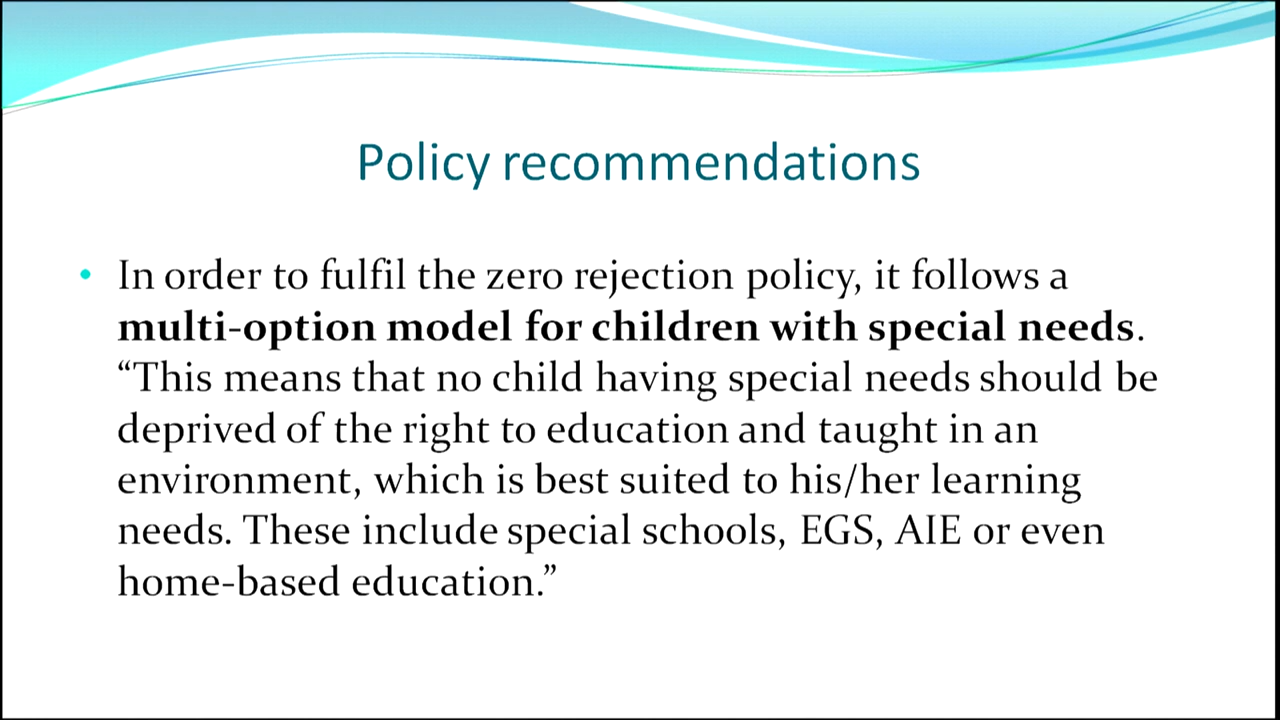 Policy recommendations
• In order to fulfil the zero rejection policy, it follows a
multi-option model for children with special needs.
“This means that no child having special needs should be
deprived of the right to education and taught in an
environment, which is best suited to his/her learning
needs. These include special schools, EGS, AIE or even
home-based education.”